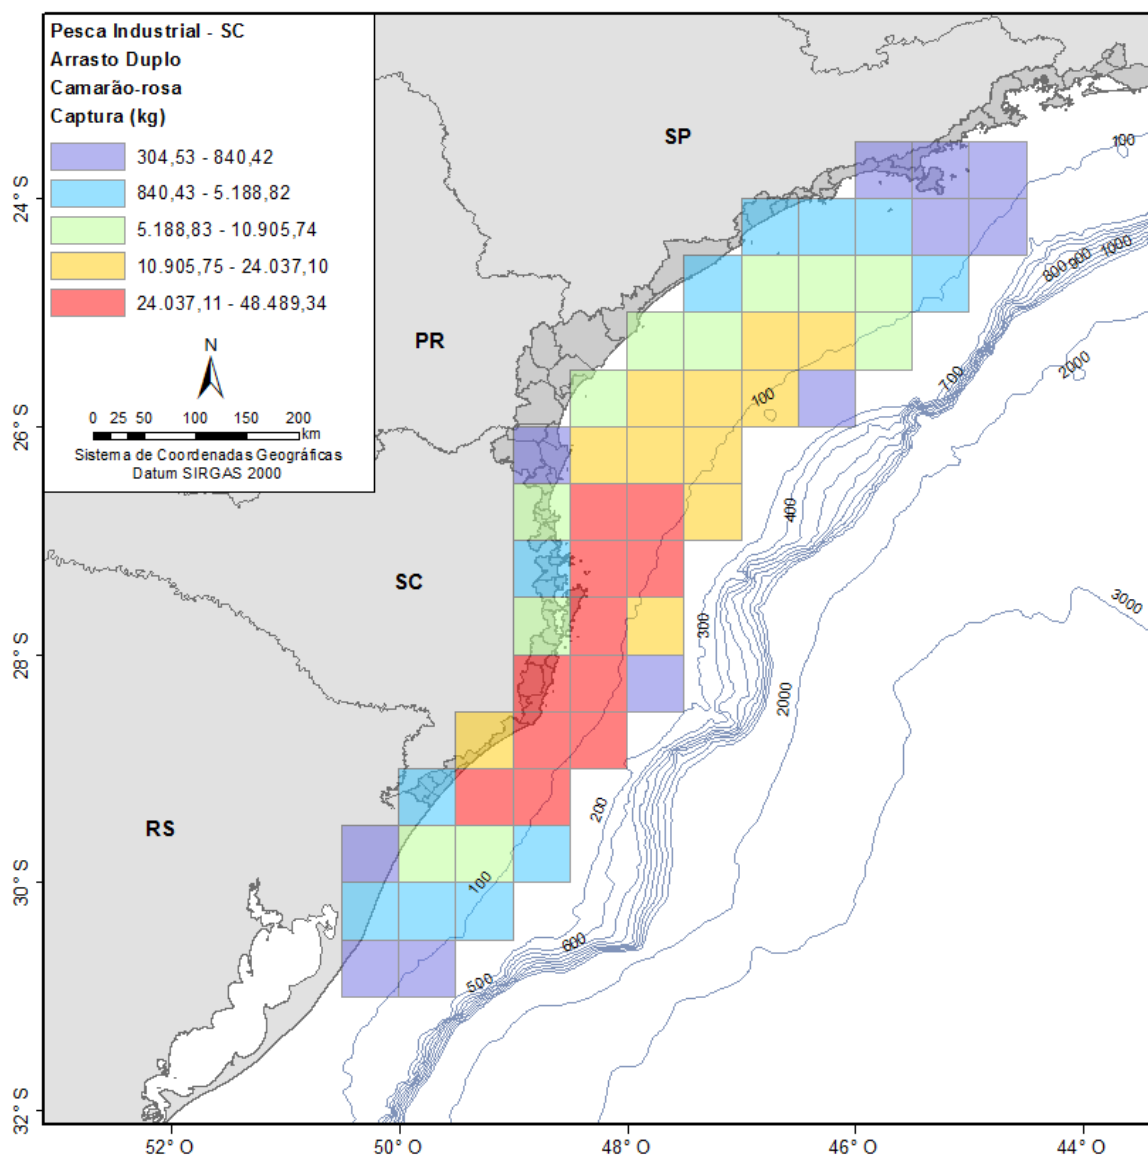 Pesca Industrial - SC
Arrasto Duplo
Camarão-rosa
Captura (kg)
304,53 - 840,42
840,43 - 5.188,82
5.188,83 - 10.905,74
10.905,75 - 24.037,10
24.037,11 - 48.489,34
N
0 25 50 100 150 200
km
Sistema de Coordenadas Geográficas
Datum SIRGAS 2000
SP
PR
SC
RS
100
800
900
1000
2000
700
100
400
300
3000
2000
200
100
600
500
24° S
26° S
28° S
30° S
32° S
52° O
50° O
48° O
46° O
44° O